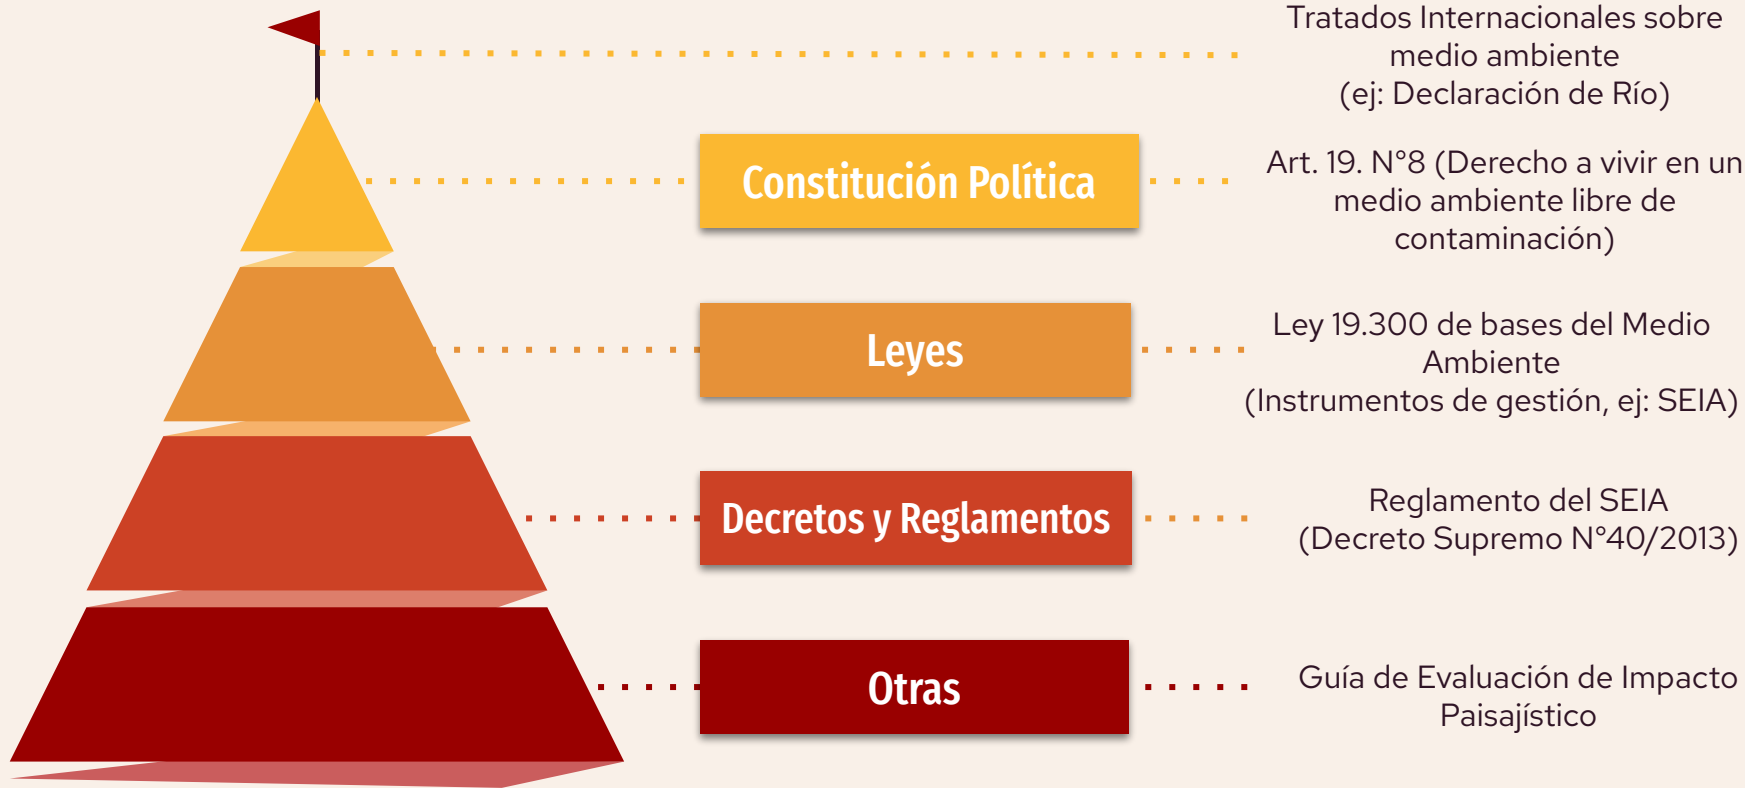 Tratados Internacionales sobre
medio ambiente
(ej: Declaración de Río)
Constitución Política
Art. 19. N°8 (Derecho a vivir en un
medio ambiente libre de
contaminación)
Leyes
Ley 19.300 de bases del Medio
Ambiente
(Instrumentos de gestión, ej: SEIA)
Decretos y Reglamentos
Reglamento del SEIA
(Decreto Supremo N°40/2013)
Otras
Guía de Evaluación de Impacto
Paisajístico